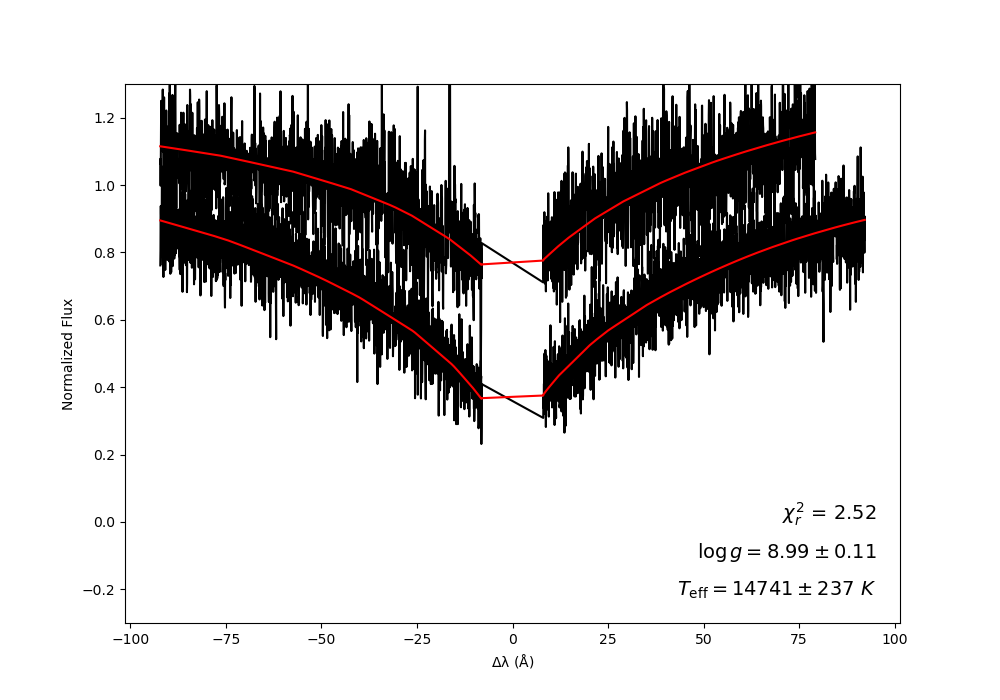 1.2
1.0
0.8
0.6
0.4
0.2
0.0
−0.2
Normalized Flux
χ²ᵣ = 2.52
log g = 8.99 ± 0.11
T_eff = 14741 ± 237 K
−100 −75 −50 −25 0 25 50 75 100
Δλ (Å)